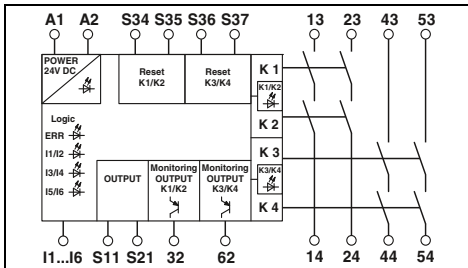 A1 A2 S34 S35 S36 S37 13 23 43 53
POWER
24V DC
Reset
K1/K2
Reset
K3/K4
K 1
K1/K2
K 2
Logic
ERR
I1/I2
I3/I4
I5/I6
K 3
K3/K4
K 4
OUTPUT
Monitoring
OUTPUT
K1/K2
Monitoring
OUTPUT
K3/K4
I1...I6 S11 S21 32 62 14 24 44 54